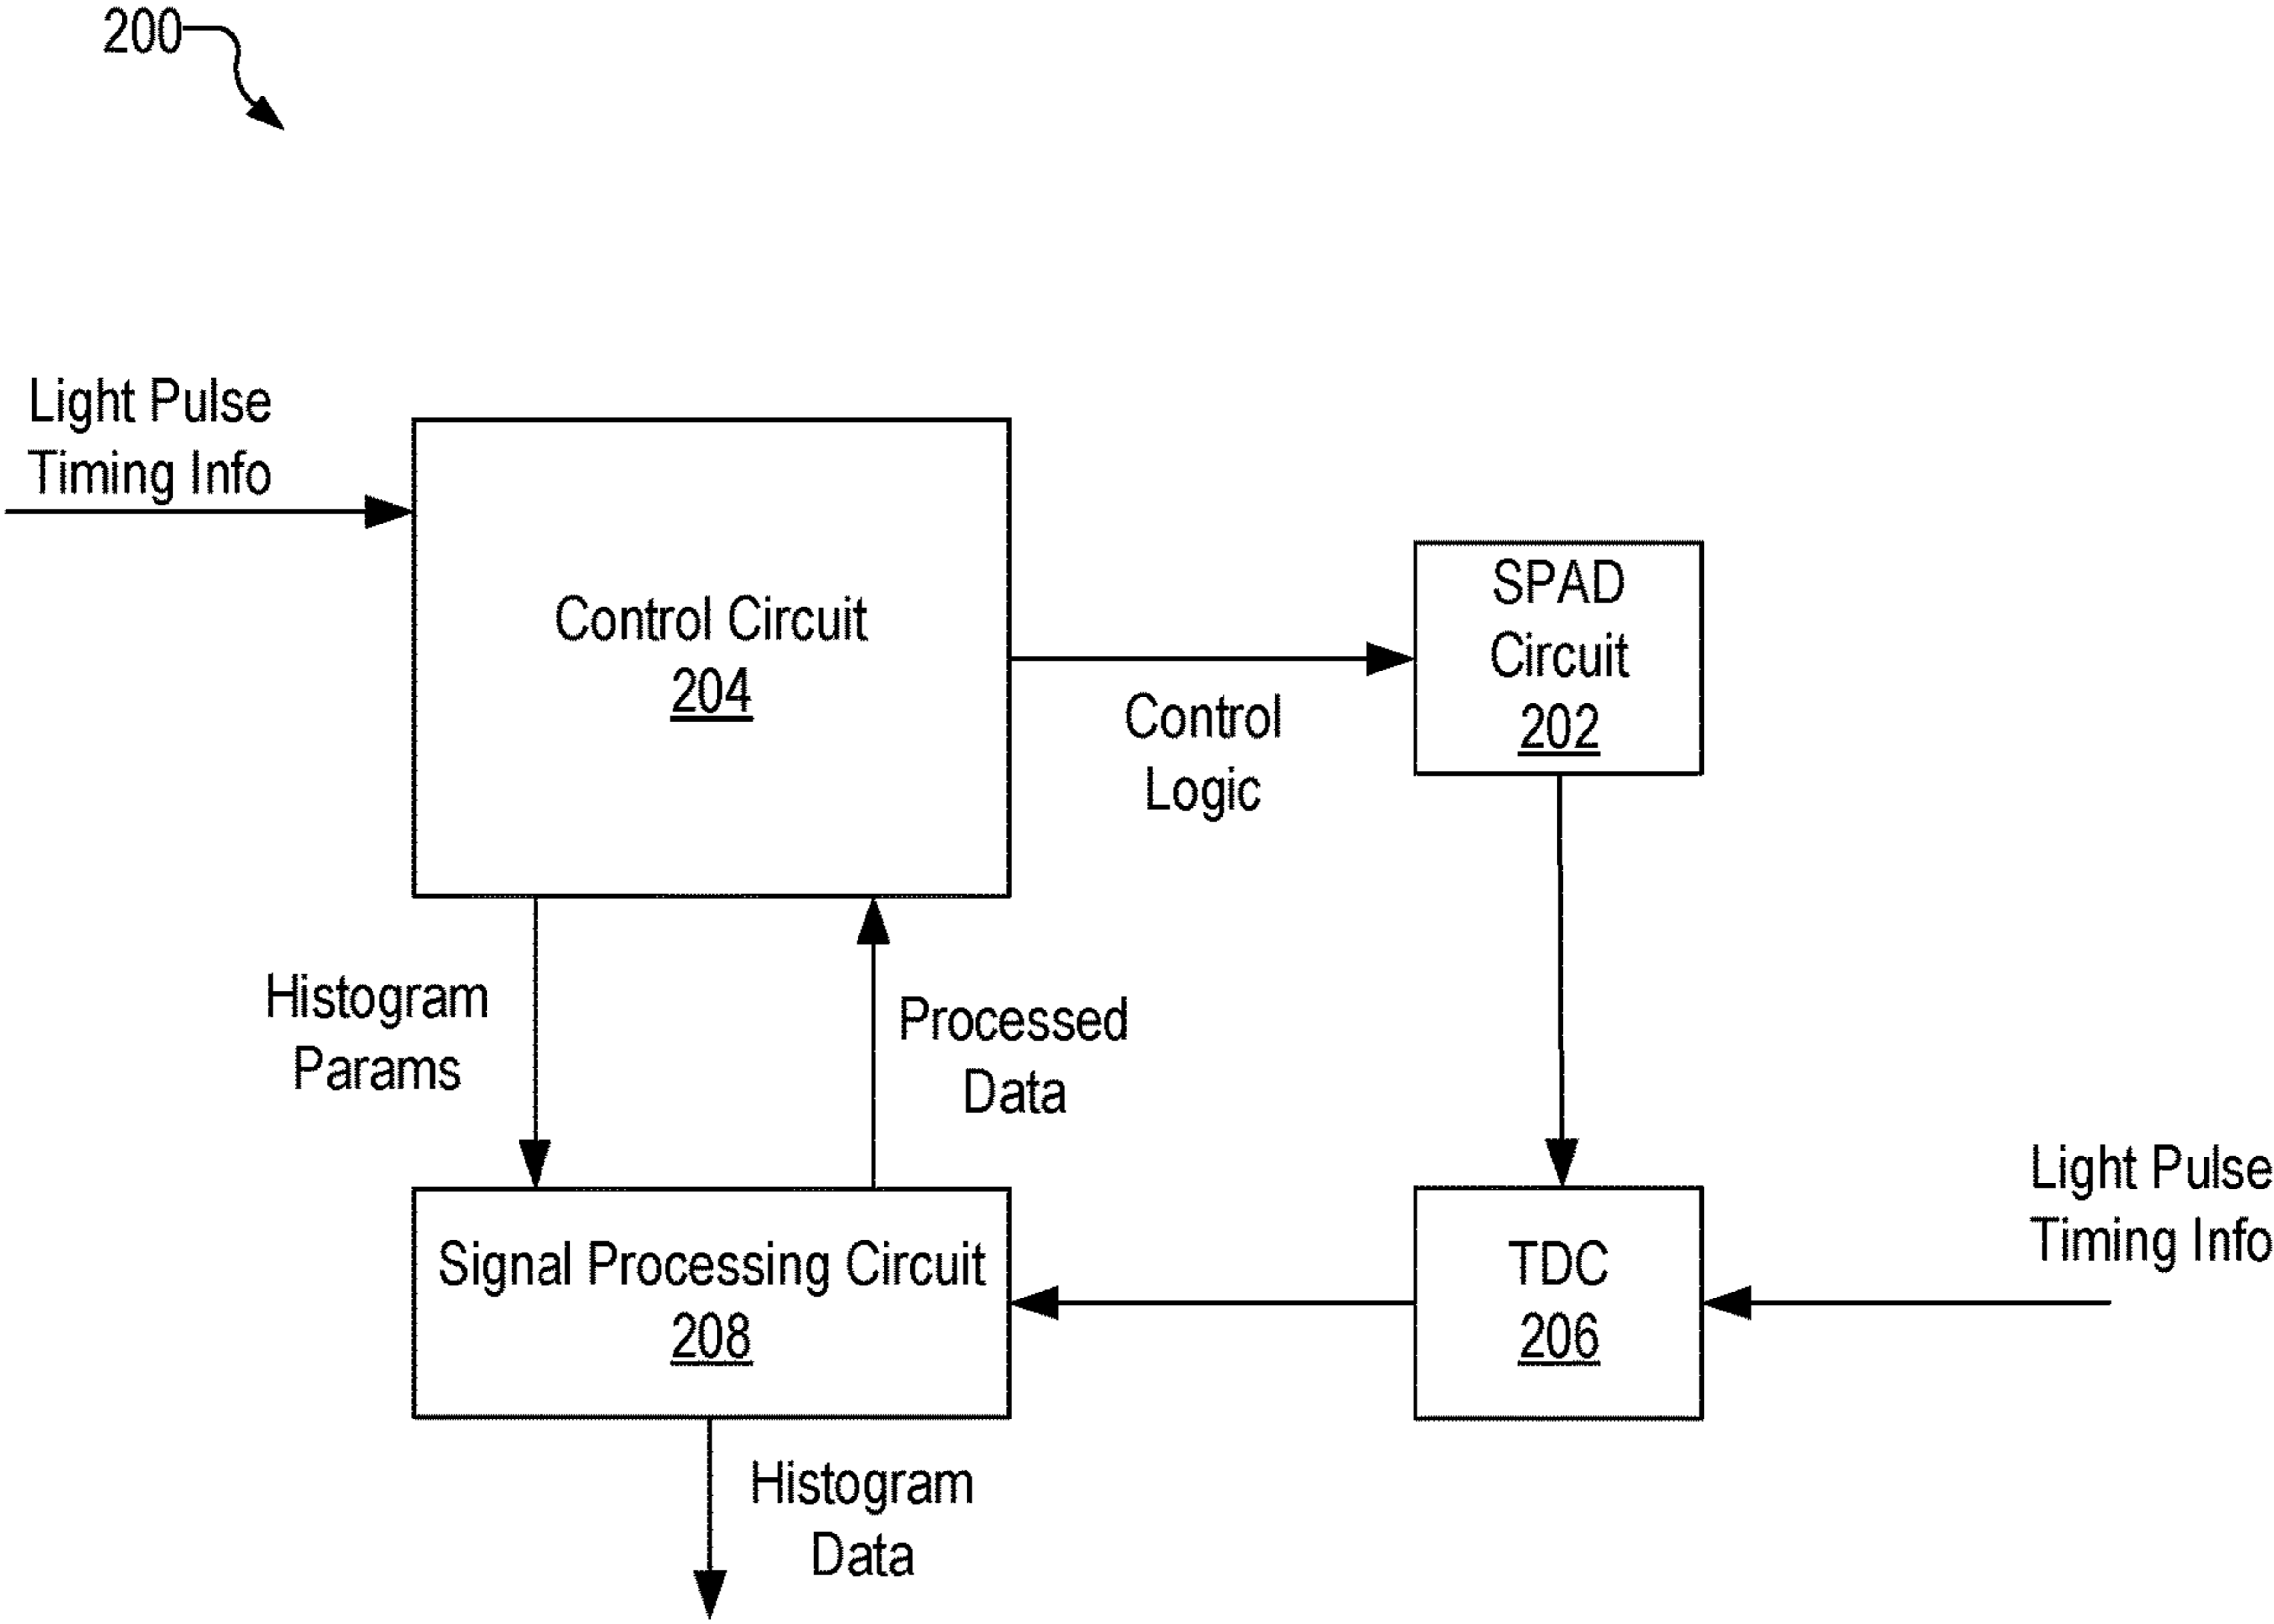 200
Light Pulse
Timing Info
Control Circuit
204
SPAD
Circuit
202
Control
Logic
Histogram
Params
Processed
Data
Light Pulse
Timing Info
Signal Processing Circuit
208
TDC
206
Histogram
Data